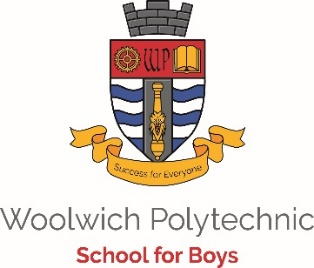 WP
Success for Everyone
Woolwich Polytechnic
School for Boys